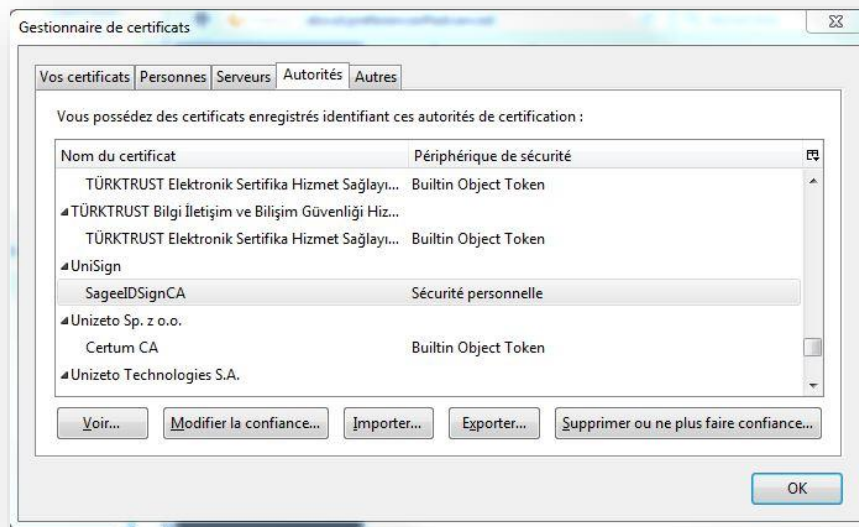 Gestionnaire de certificats
Vos certificats Personnes Serveurs Autorités Autres
Vous possédez des certificats enregistrés identifiant ces autorités de certification :
Nom du certificat Périphérique de sécurité
TÜRKTRUST Elektronik Sertifika Hizmet Sağlayı... Builtin Object Token
TÜRKTRUST Bilgi İletişim ve Bilişim Güvenliği Hiz...
TÜRKTRUST Elektronik Sertifika Hizmet Sağlayı... Builtin Object Token
UniSign
SageeIDSignCA Sécurité personnelle
Unizeto Sp. z o.o.
Certum CA Builtin Object Token
Unizeto Technologies S.A.
Voir... Modifier la confiance... Importer... Exporter... Supprimer ou ne plus faire confiance...
OK